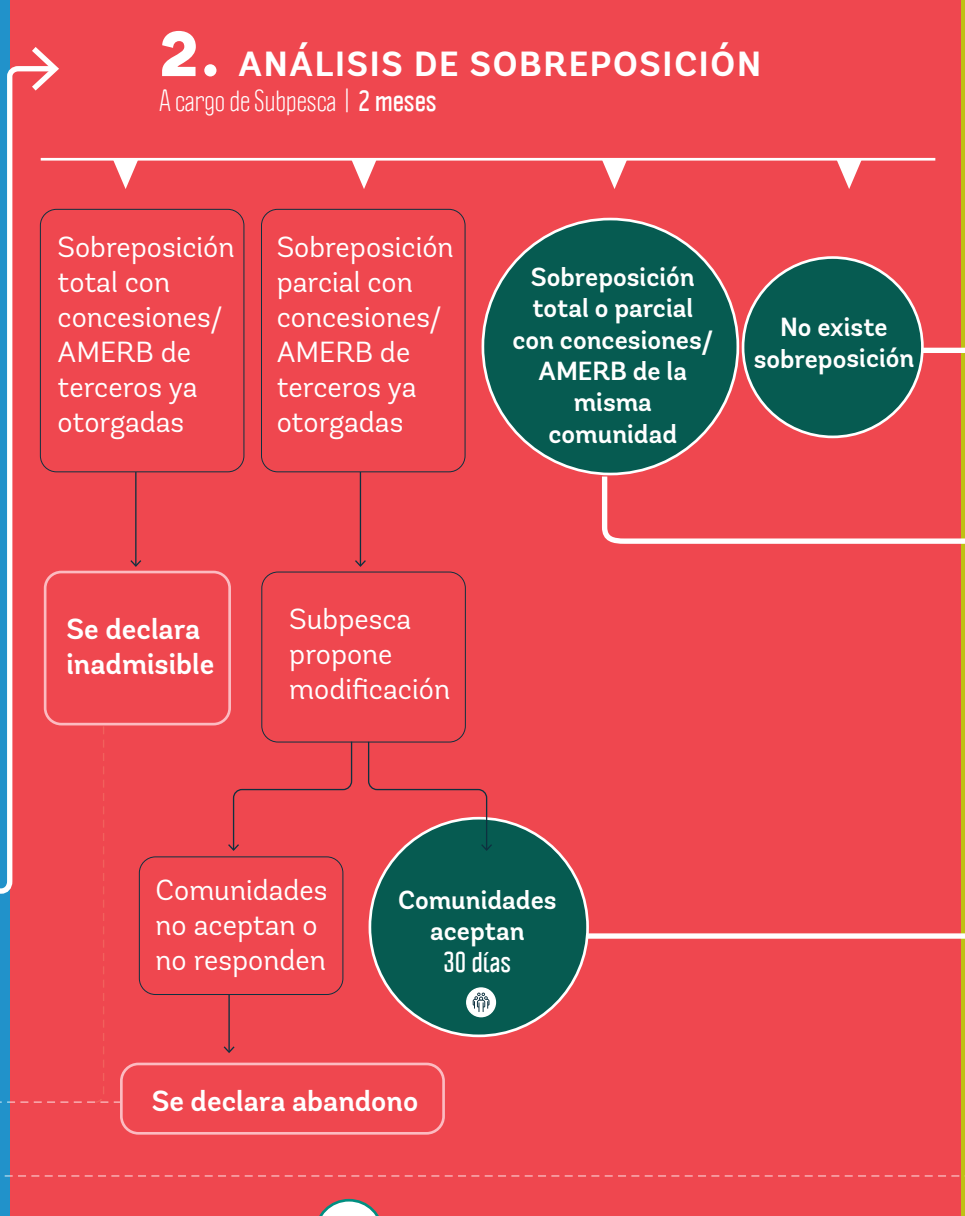 2. ANÁLISIS DE SOBREPOSICIÓN
A cargo de Subpesca | 2 meses
Sobreposición
total con
concesiones/
AMERB de
terceros ya
otorgadas
Sobreposición
parcial con
concesiones/
AMERB de
terceros ya
otorgadas
Sobreposición
total o parcial
con concesiones/
AMERB de la
misma
comunidad
No existe
sobreposición
Se declara
inadmisible
Subpesca
propone
modificación
Comunidades
no aceptan o
no responden
Comunidades
aceptan
30 días
Se declara abandono